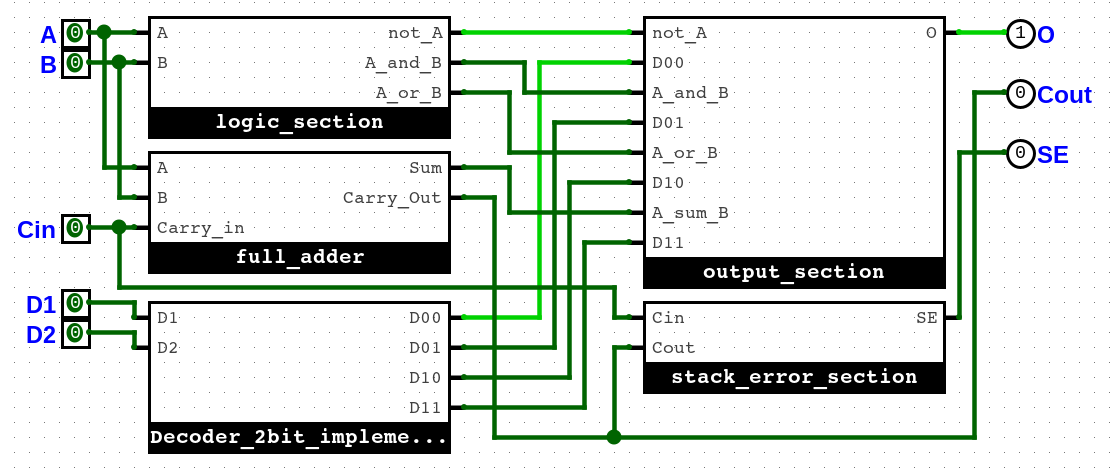 A 0
B 0
A not_A
B A_and_B
A_or_B
logic_section
A Sum
B Carry_Out
Cin 0
Carry_in
full_adder
D1 0
D2 0
D1 D00
D2 D01
D10
D11
Decoder_2bit_impleme...
not_A O
D00
A_and_B
D01
A_or_B
D10
A_sum_B
D11
output_section
Cin SE
Cout
stack_error_section
1 O
0 Cout
0 SE